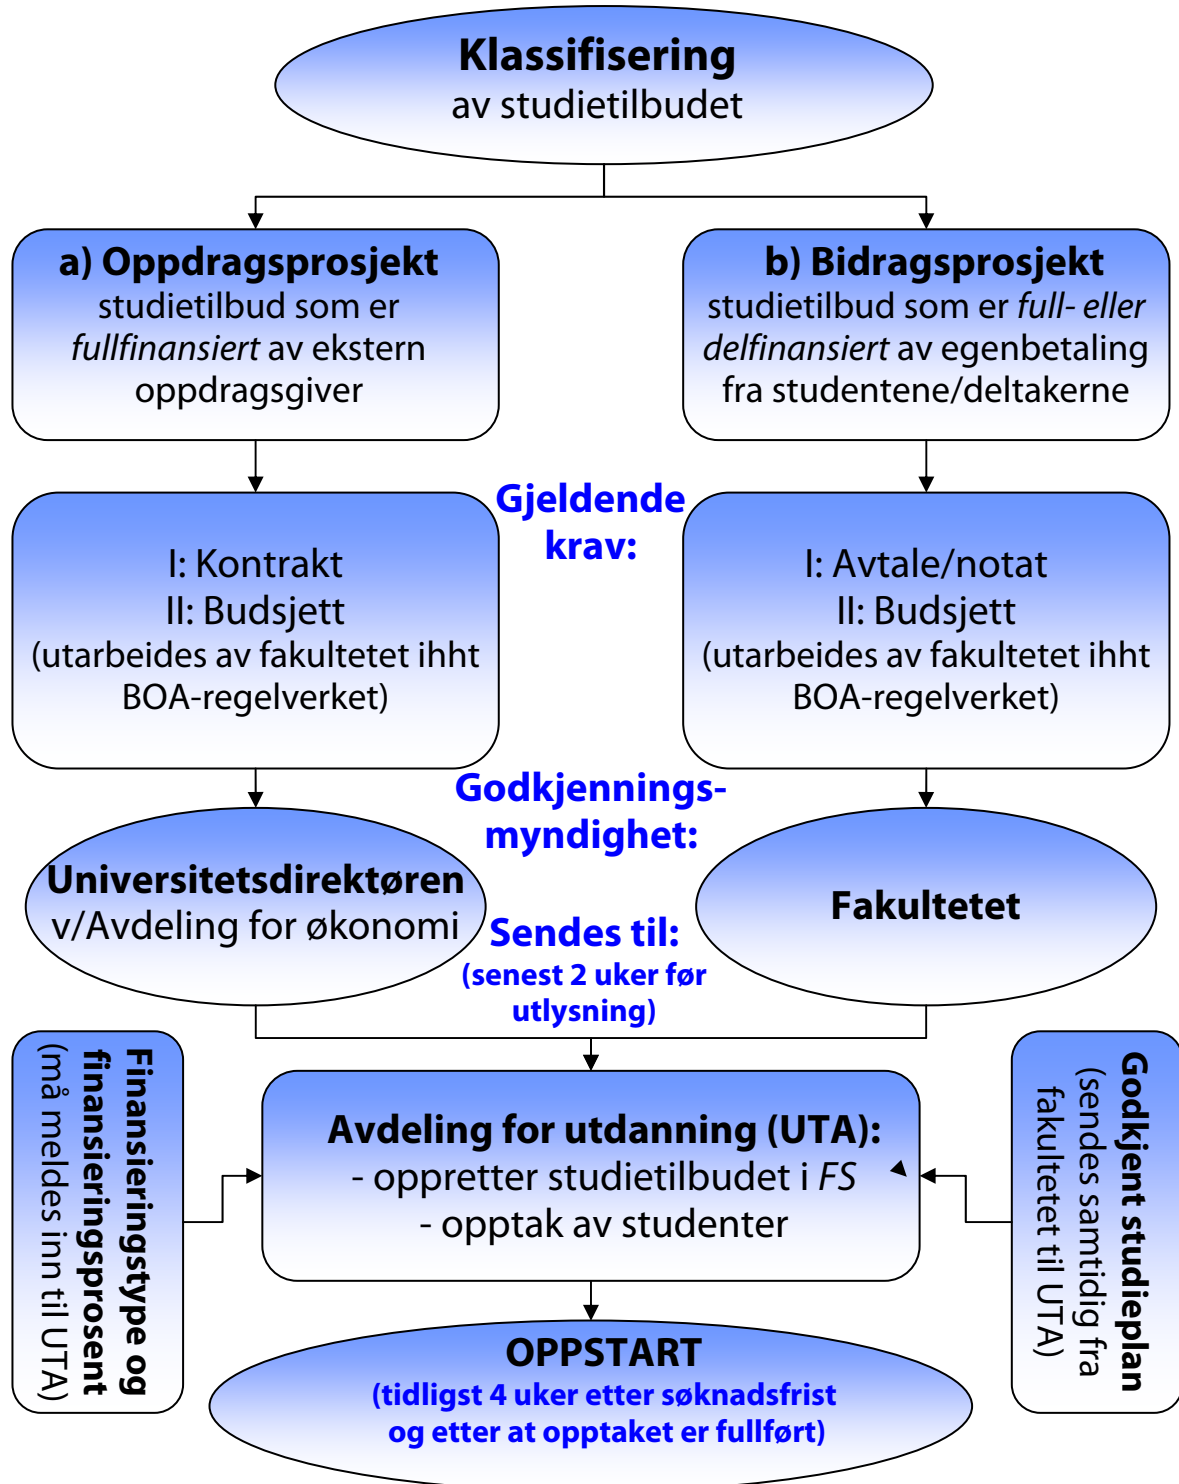 Klassifisering
av studietilbudet
a) Oppdragsprosjekt
studietilbud som er
fullfinansiert av ekstern
oppdragsgiver
b) Bidragsprosjekt
studietilbud som er full- eller
delfinansiert av egenbetaling
fra studentene/deltakerne
Gjeldende
krav:
I: Kontrakt
II: Budsjett
(utarbeides av fakultetet ihht
BOA-regelverket)
I: Avtale/notat
II: Budsjett
(utarbeides av fakultetet ihht
BOA-regelverket)
Godkjennings-
myndighet:
Universitetsdirektøren
v/Avdeling for økonomi
Fakultetet
Sendes til:
(senest 2 uker før
utlysning)
Finansieringstype og
finansieringsprosent
(må meldes inn til UTA)
Avdeling for utdanning (UTA):
- oppretter studietilbudet i FS
- opptak av studenter
Godkjent studieplan
(sendes samtidig fra
fakultetet til UTA)
OPPSTART
(tidligst 4 uker etter søknadsfrist
og etter at opptaket er fullført)